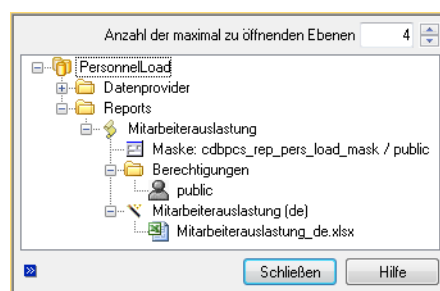 Anzahl der maximal zu öffnenden Ebenen 4
PersonnelLoad
Datenprovider
Reports
Mitarbeiterauslastung
Maske: cdbpcs_rep_pers_load_mask / public
Berechtigungen
public
Mitarbeiterauslastung (de)
Mitarbeiterauslastung_de.xlsx
Schließen Hilfe